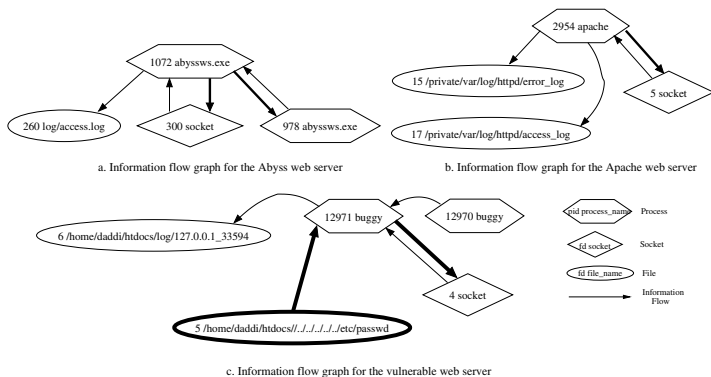 1072 abyssws.exe
260 log/access.log
300 socket
978 abyssws.exe
a. Information flow graph for the Abyss web server
2954 apache
15 /private/var/log/httpd/error_log
5 socket
17 /private/var/log/httpd/access_log
b. Information flow graph for the Apache web server
12971 buggy
12970 buggy
6 /home/daddi/htdocs/log/127.0.0.1_33594
4 socket
5 /home/daddi/htdocs//../../../../../etc/passwd
c. Information flow graph for the vulnerable web server
pid process_name
Process
fd socket
Socket
fd file_name
File
Information
Flow